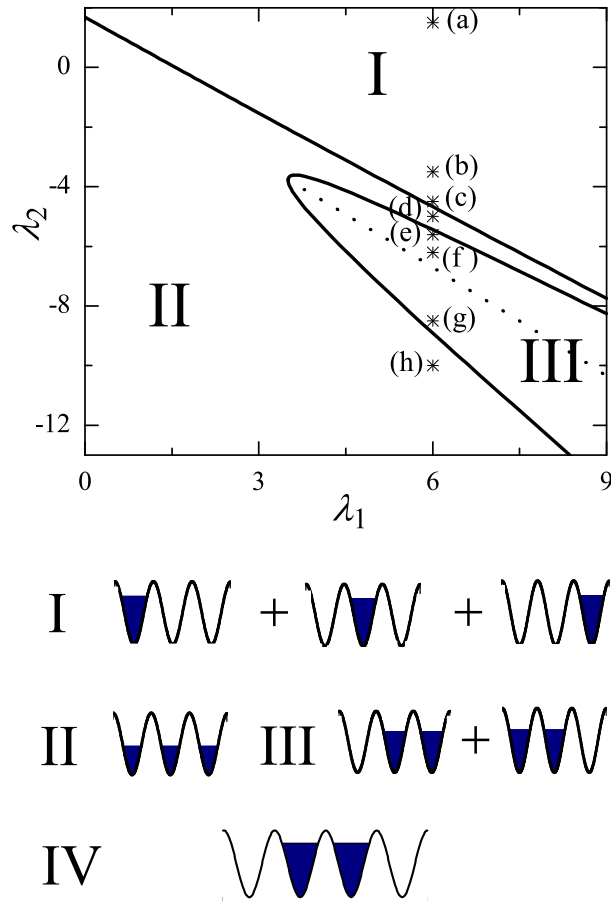 (a)
0
I
(b)
-4
(c)
(d)
λ2
(e)
(f)
II
-8
(g)
III
(h)
-12
0 3 6 9
λ1
I + +
II III +
IV